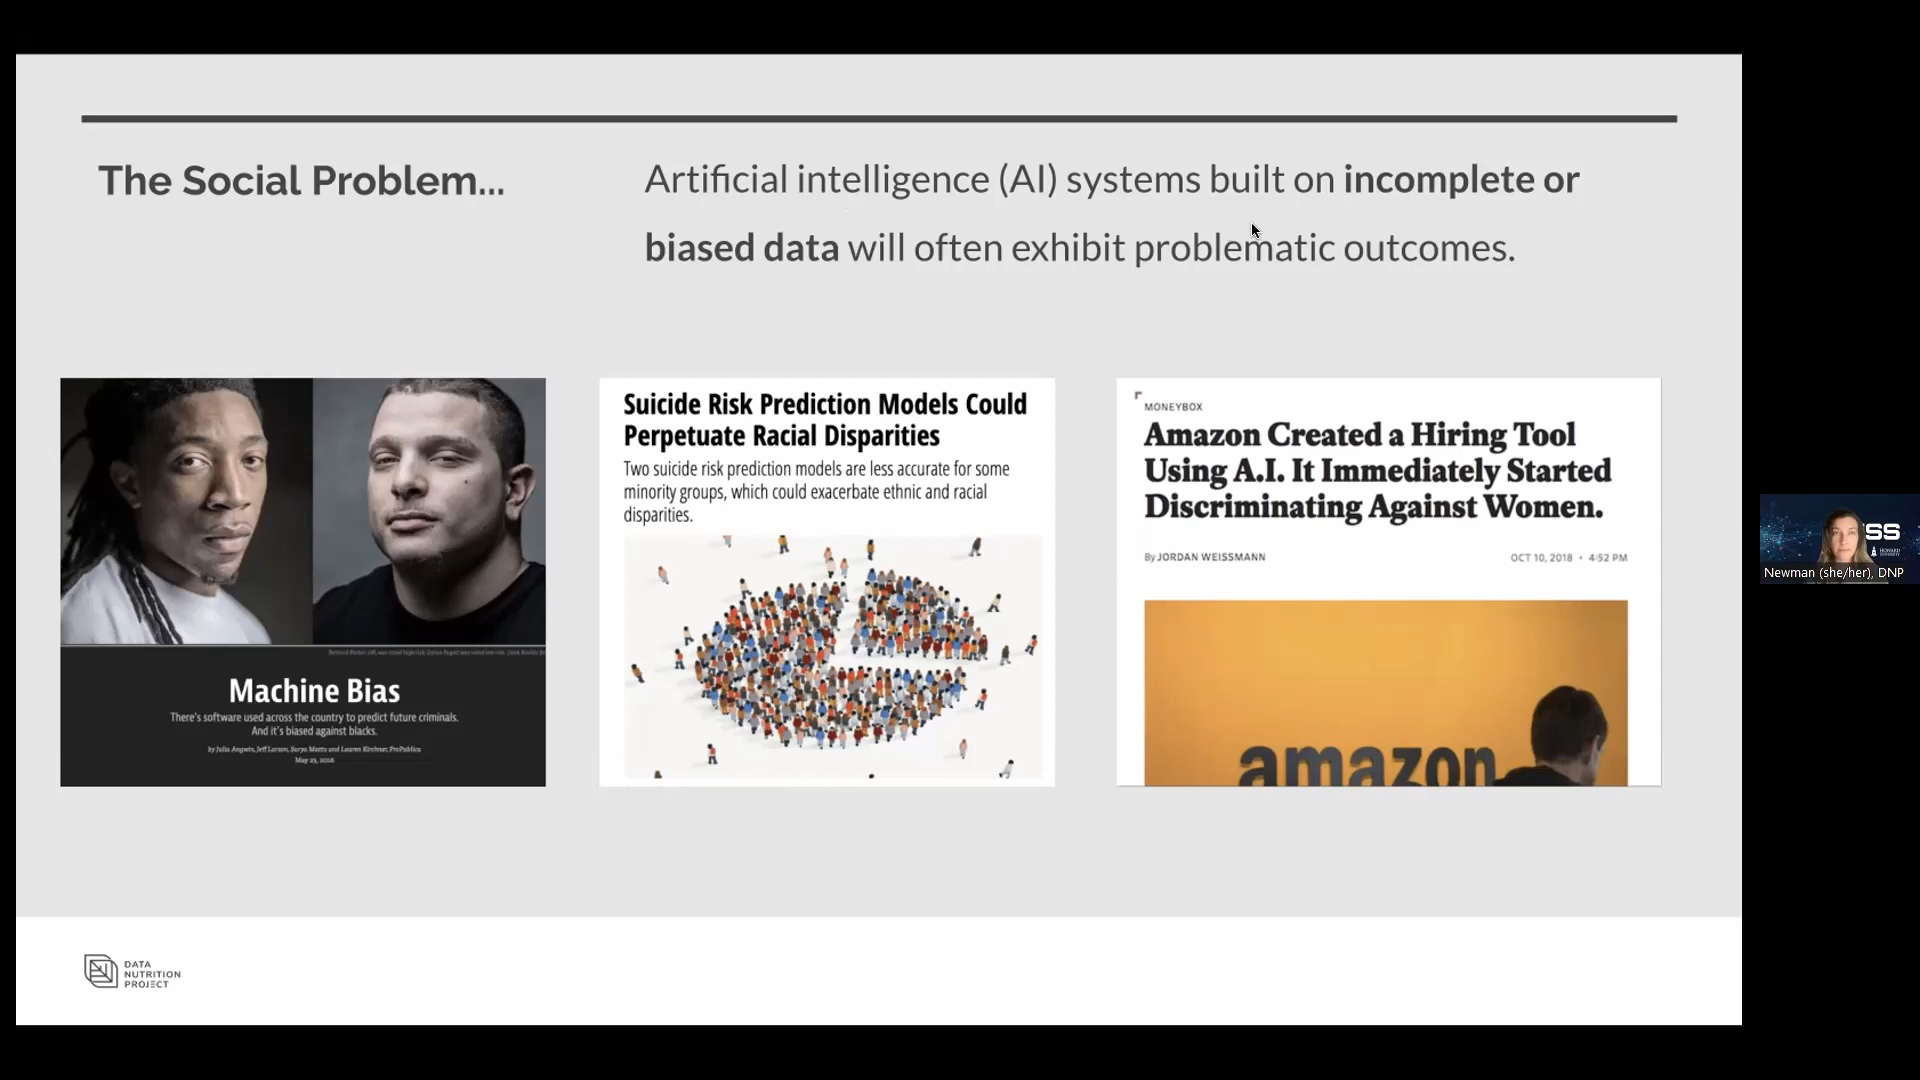 The Social Problem...
Artificial intelligence (AI) systems built on incomplete or
biased data will often exhibit problematic outcomes.
Machine Bias
There's software used across the country to predict future criminals.
And it's biased against blacks.
by Julia Angwin, Jeff Larson, Surya Mattu and Lauren Kirchner, ProPublica
May 23, 2016
Suicide Risk Prediction Models Could
Perpetuate Racial Disparities
Two suicide risk prediction models are less accurate for some
minority groups, which could exacerbate ethnic and racial
disparities.
MONEYBOX
Amazon Created a Hiring Tool
Using A.I. It Immediately Started
Discriminating Against Women.
By JORDAN WEISSMANN
OCT 10, 2018 • 4:52 PM
amazon
SS
HOWARD
Newman (she/her), DNP
DATA
NUTRITION
PROJECT